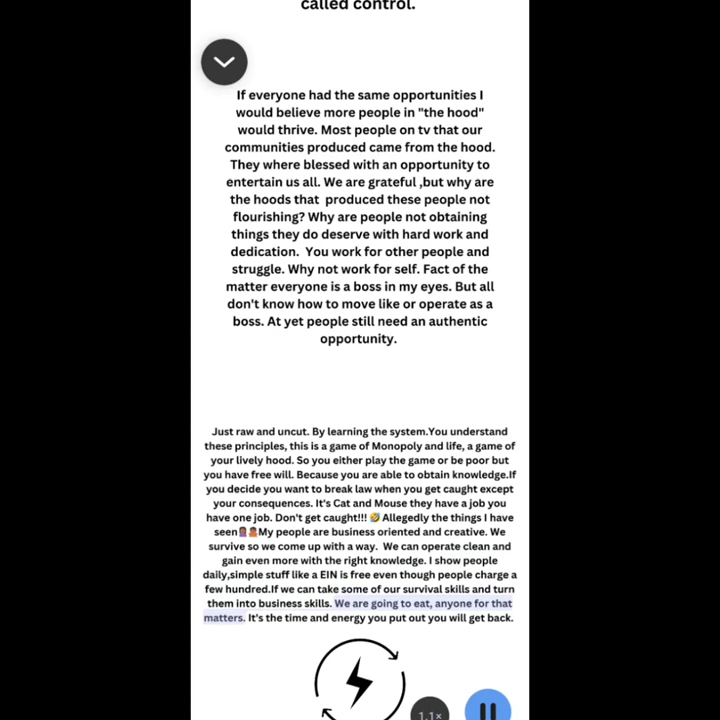 called control.
If everyone had the same opportunities I
would believe more people in "the hood"
would thrive. Most people on tv that our
communities produced came from the hood.
They where blessed with an opportunity to
entertain us all. We are grateful ,but why are
the hoods that produced these people not
flourishing? Why are people not obtaining
things they do deserve with hard work and
dedication. You work for other people and
struggle. Why not work for self. Fact of the
matter everyone is a boss in my eyes. But all
don't know how to move like or operate as a
boss. At yet people still need an authentic
opportunity.
Just raw and uncut. By learning the system.You understand
these principles, this is a game of Monopoly and life, a game of
your lively hood. So you either play the game or be poor but
you have free will. Because you are able to obtain knowledge.If
you decide you want to break law when you get caught except
your consequences. It's Cat and Mouse they have a job you
have one job. Don't get caught!!! 🤣 Allegedly the things I have
seen🤷🏾‍♀️🤦🏾‍♀️My people are business oriented and creative. We
survive so we come up with a way. We can operate clean and
gain even more with the right knowledge. I show people
daily,simple stuff like a EIN is free even though people charge a
few hundred.If we can take some of our survival skills and turn
them into business skills. We are going to eat, anyone for that
matters. It's the time and energy you put out you will get back.
1.1×